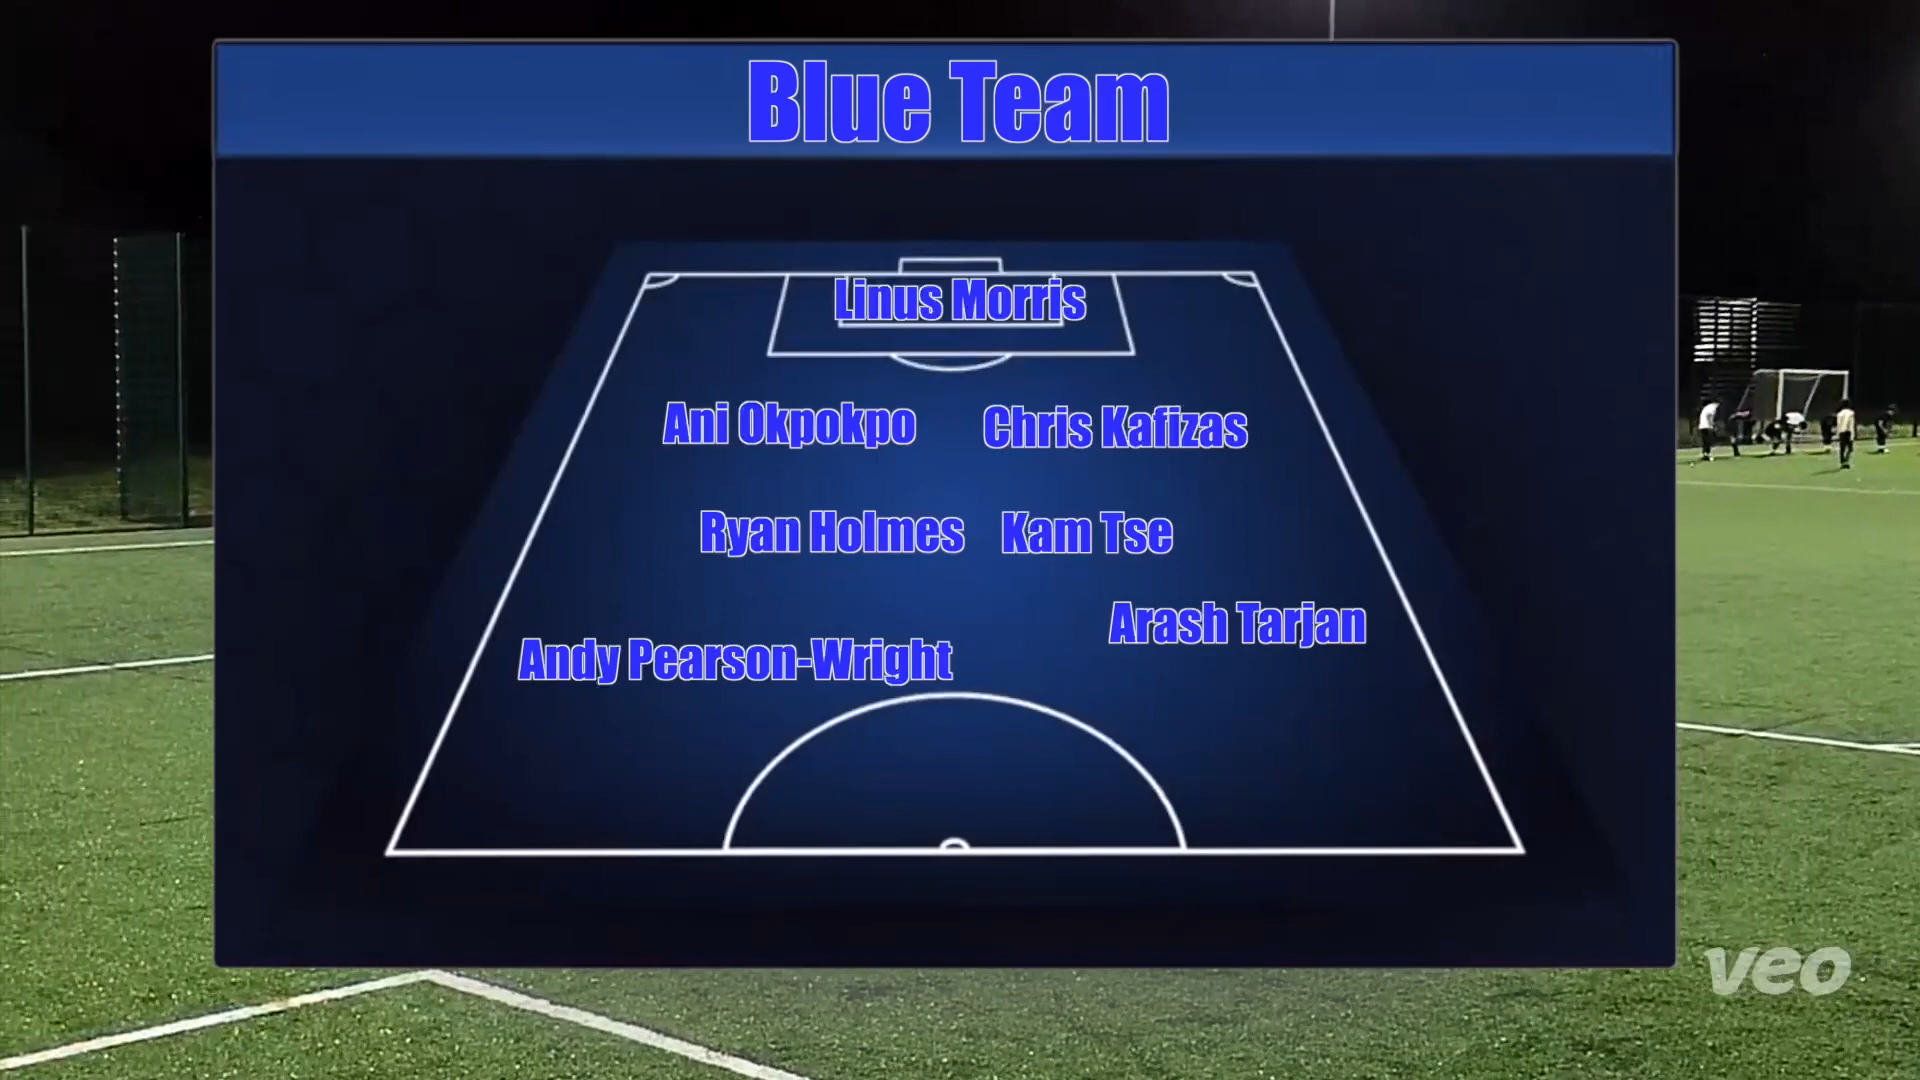 Blue Team
Linus Morris
Ani Okpokpo
Chris Kafizas
Ryan Holmes
Kam Tse
Arash Tarjan
Andy Pearson-Wright
veo